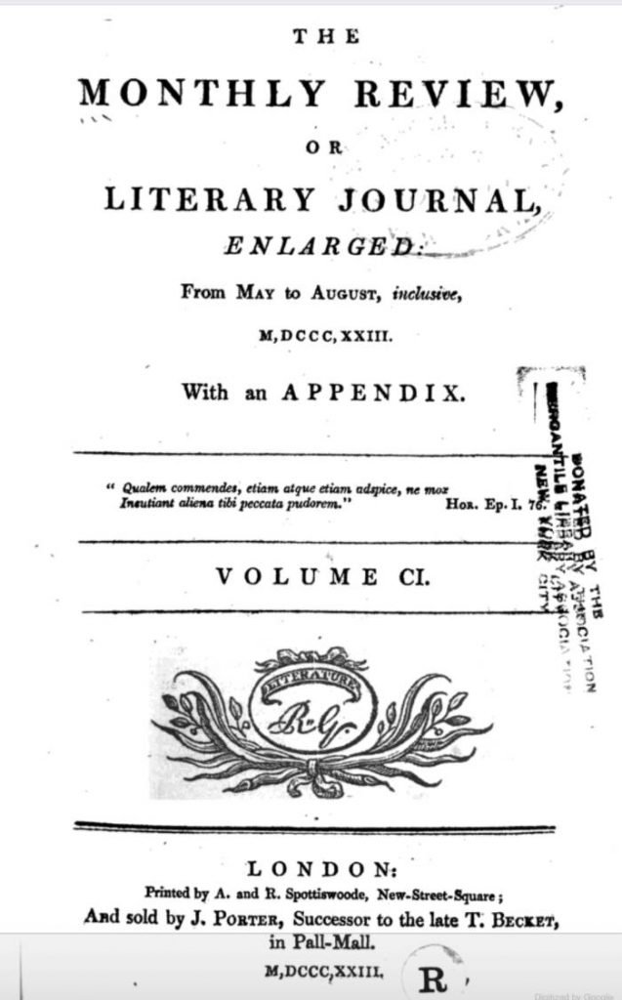 THE
MONTHLY REVIEW,
OR
LITERARY JOURNAL,
ENLARGED:
From MAY to AUGUST, inclusive,
M,DCCC,XXIII.
With an APPENDIX.
“ Qualem commendes, etiam atque etiam adspice, ne mox
Incutiant aliena tibi peccata pudorem.”
HOR. Ep. I. 76.
VOLUME CI.
DONATED BY THE
MERCANTILE LIBRARY ASSOCIATION
NEW YORK CITY
LITERATURE
R. G.
LONDON:
Printed by A. and R. Spottiswoode, New-Street-Square;
And sold by J. PORTER, Successor to the late T. BECKET,
in Pall-Mall.
M,DCCC,XXIII.
R
Digitized by Google